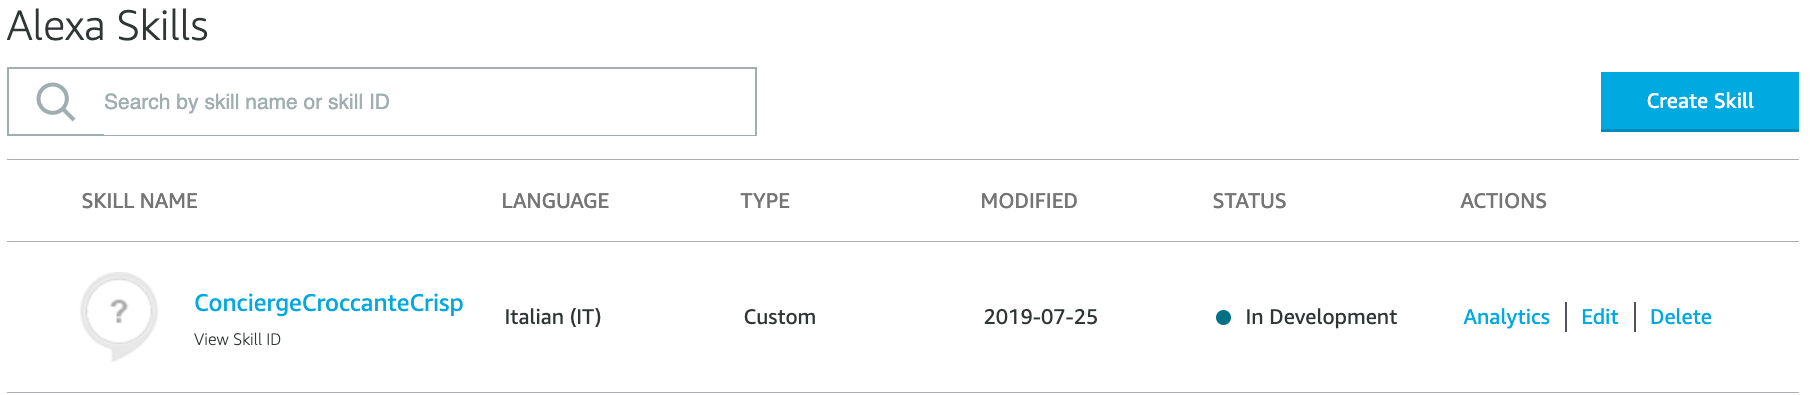 Alexa Skills
Search by skill name or skill ID
Create Skill
SKILL NAME LANGUAGE TYPE MODIFIED STATUS ACTIONS
?
ConciergeCroccanteCrisp Italian (IT) Custom 2019-07-25 In Development Analytics Edit Delete
View Skill ID